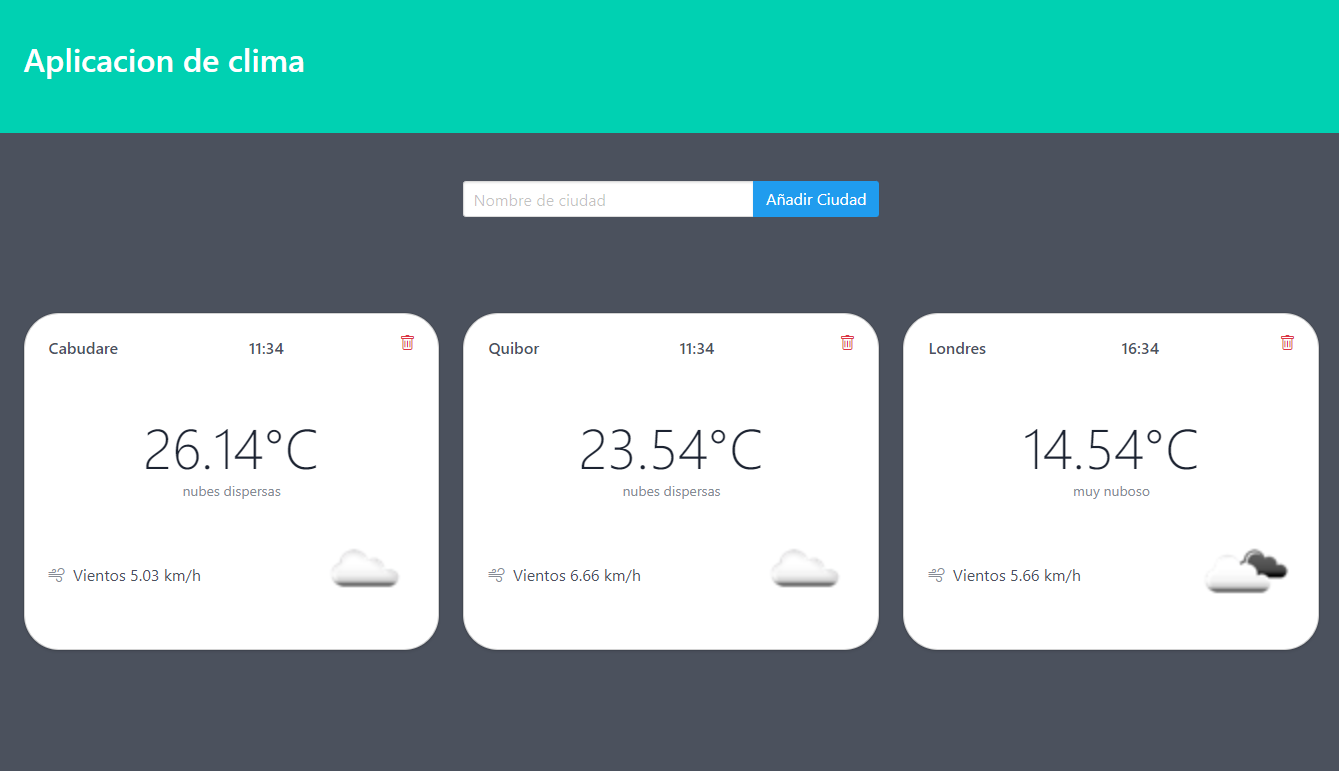 Aplicacion de clima
Nombre de ciudad
Añadir Ciudad
Cabudare 11:34
26.14°C
nubes dispersas
Vientos 5.03 km/h
Quibor 11:34
23.54°C
nubes dispersas
Vientos 6.66 km/h
Londres 16:34
14.54°C
muy nuboso
Vientos 5.66 km/h